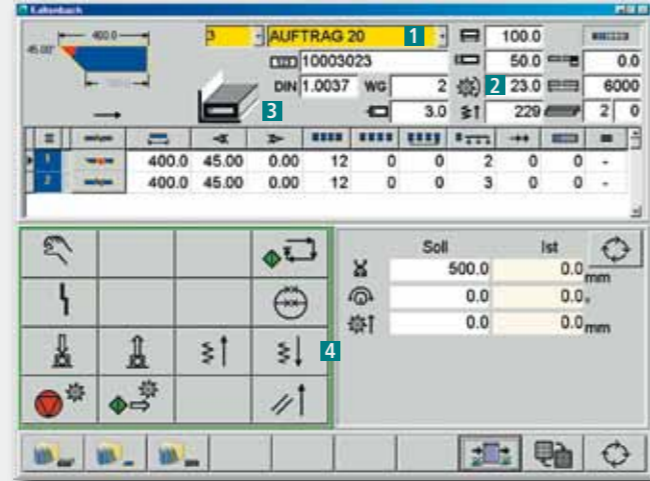 Kaltenbach
400.0 3 AUFTRAG 20 1 100.0
45.00° 10003023 50.0 0.0
DIN 1.0037 WG 2 2 23.0 6000
3 3.0 229 2 0
1 400.0 45.00 0.00 12 0 0 2 0 0 -
2 400.0 45.00 0.00 12 0 0 3 0 0 -
Soll Ist
500.0 0.0 mm
0.0 0.0 °
4 0.0 0.0 mm